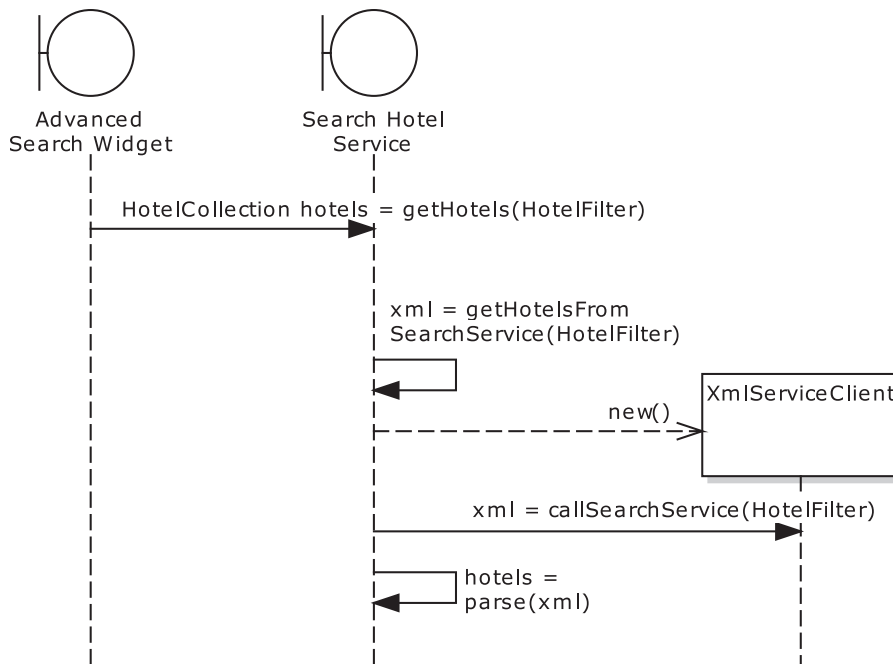 Advanced
Search Widget
Search Hotel
Service
HotelCollection hotels = getHotels(HotelFilter)
xml = getHotelsFrom
SearchService(HotelFilter)
XmlServiceClient
new()
xml = callSearchService(HotelFilter)
hotels =
parse(xml)